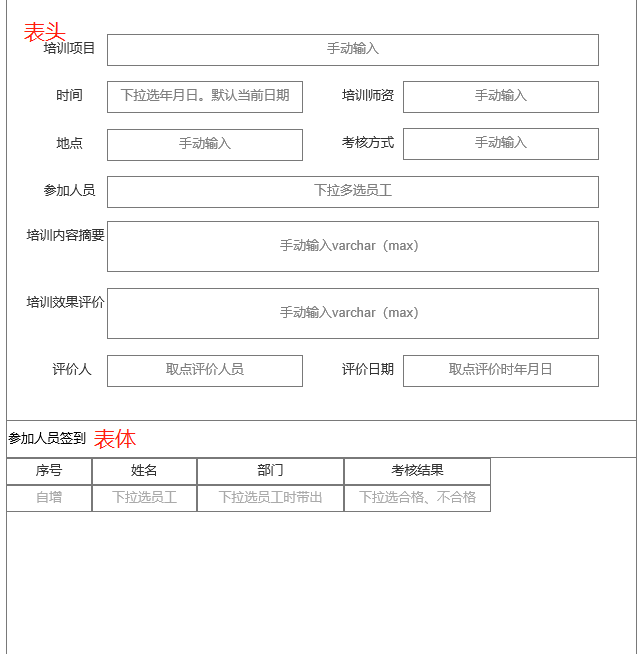 表头
培训项目 手动输入
时间 下拉选年月日。默认当前日期 培训师资 手动输入
地点 手动输入 考核方式 手动输入
参加人员 下拉多选员工
培训内容摘要 手动输入varchar（max）
培训效果评价 手动输入varchar（max）
评价人 取点评价人员 评价日期 取点评价时年月日
参加人员签到 表体
序号 姓名 部门 考核结果
自增 下拉选员工 下拉选员工时带出 下拉选合格、不合格